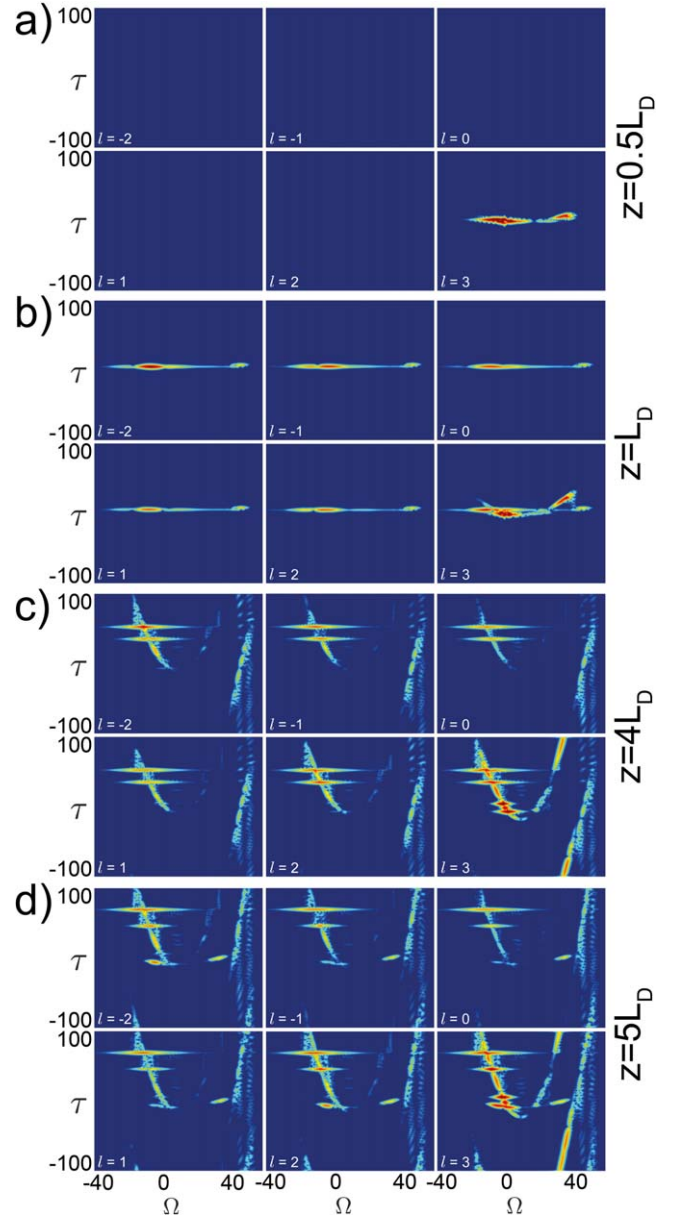 a)
100
τ
-100
l = -2
l = -1
l = 0
100
τ
-100
l = 1
l = 2
l = 3
z=0.5L_D
b)
100
τ
-100
l = -2
l = -1
l = 0
100
τ
-100
l = 1
l = 2
l = 3
z=L_D
c)
100
τ
-100
l = -2
l = -1
l = 0
100
τ
-100
l = 1
l = 2
l = 3
z=4L_D
d)
100
τ
-100
l = -2
l = -1
l = 0
100
τ
-100
l = 1
l = 2
l = 3
z=5L_D
-40 0 40 -40 0 40 -40 0 40
Ω Ω Ω